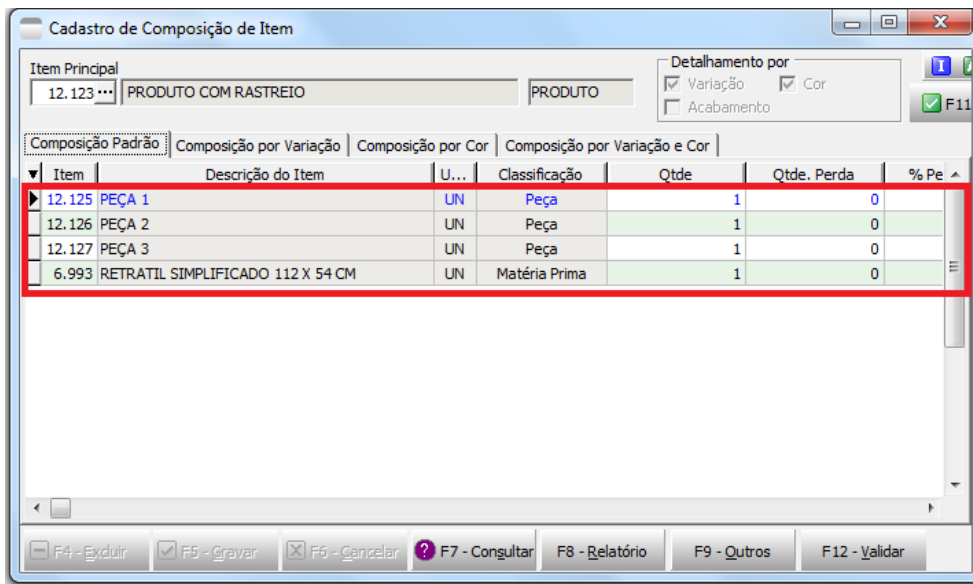 Cadastro de Composição de Item
Item Principal
12.123 ... PRODUTO COM RASTREIO PRODUTO
Detalhamento por
Variação Cor
Acabamento
I
F11
Composição Padrão Composição por Variação Composição por Cor Composição por Variação e Cor
Item Descrição do Item U... Classificação Qtde Qtde. Perda % Pe
12.125 PEÇA 1 UN Peça 1 0
12.126 PEÇA 2 UN Peça 1 0
12.127 PEÇA 3 UN Peça 1 0
6.993 RETRATIL SIMPLIFICADO 112 X 54 CM UN Matéria Prima 1 0
F4 - Excluir F5 - Gravar F6 - Cancelar F7 - Consultar F8 - Relatório F9 - Outros F12 - Validar